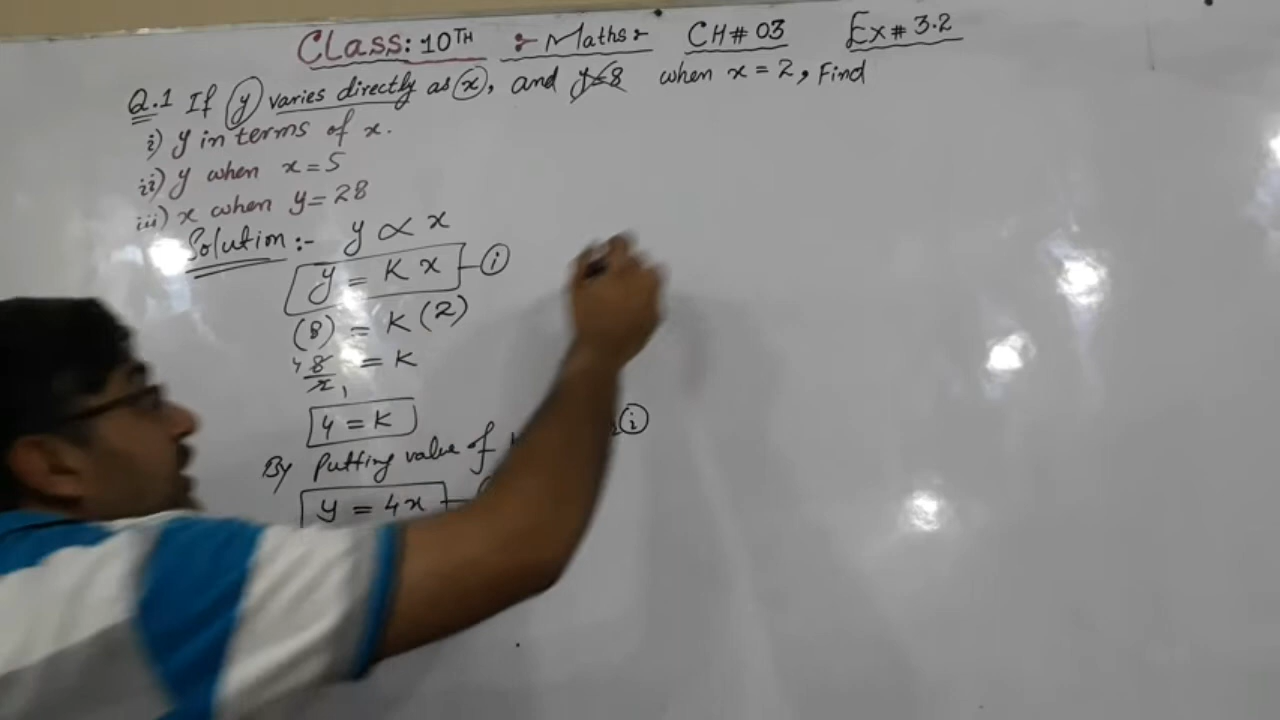 CLASS: 10TH :- Maths:- CH# 03 Ex# 3.2
Q.1 If y varies directly as x, and y=8 when x = 2, Find
i) y in terms of x.
ii) y when x=5
iii) x when y= 28
Solution:- y ∝ x
y = K x - i
(8) = K (2)
4 8/2 1 = K
4 = K
By Putting value of i
y = 4x